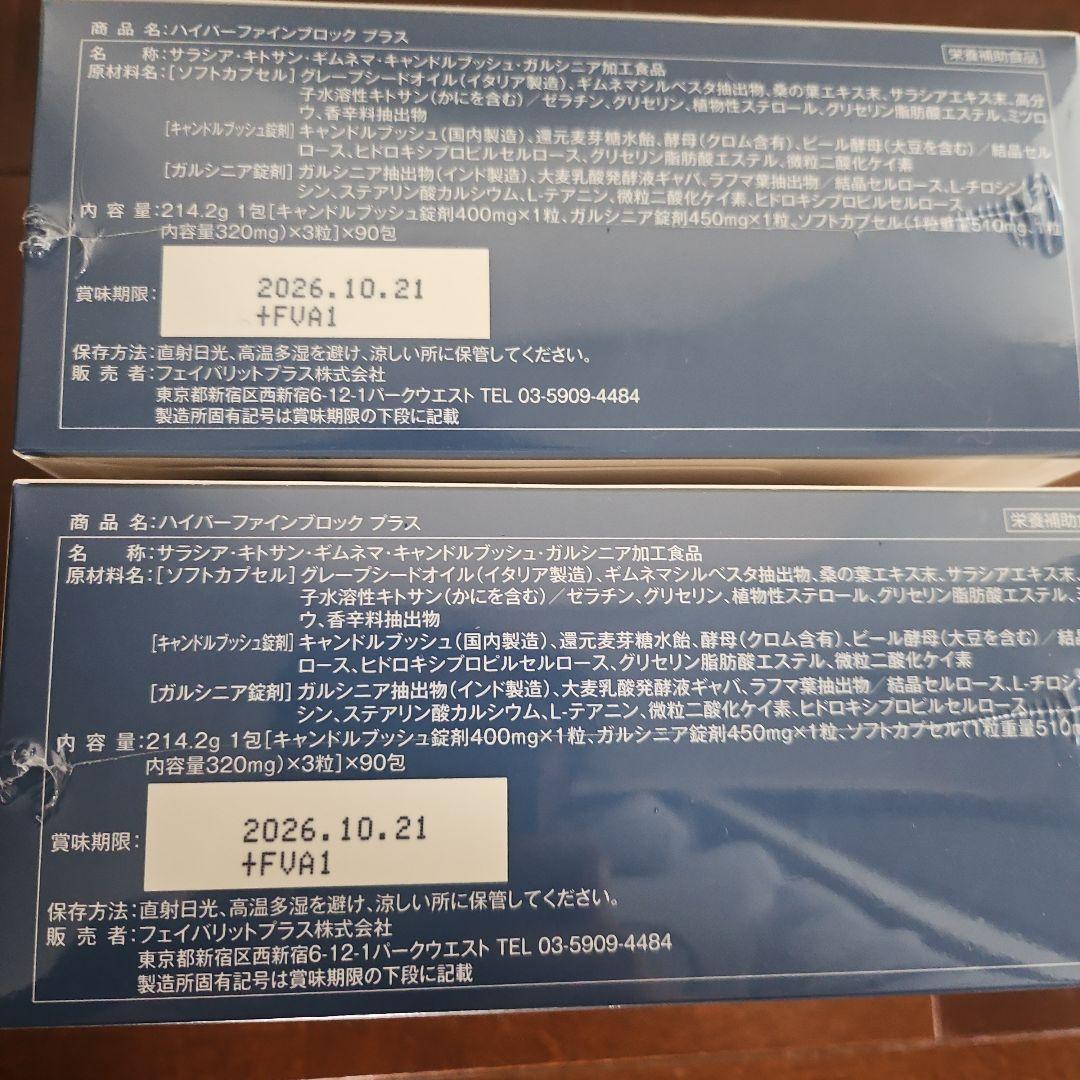 商品名:ハイパーファインブロック プラス
栄養補助食品
名称:サラシア・キトサン・ギムネマ・キャンドルブッシュ・ガルシニア加工食品
原材料名:[ソフトカプセル]グレープシードオイル(イタリア製造)、ギムネマシルベスタ抽出物、桑の葉エキス末、サラシアエキス末、高分
子水溶性キトサン(かにを含む)/ゼラチン、グリセリン、植物性ステロール、グリセリン脂肪酸エステル、ミツロ
ウ、香辛料抽出物
[キャンドルブッシュ錠剤]キャンドルブッシュ(国内製造)、還元麦芽糖水飴、酵母(クロム含有)、ビール酵母(大豆を含む)/結晶セル
ロース、ヒドロキシプロピルセルロース、グリセリン脂肪酸エステル、微粒二酸化ケイ素
[ガルシニア錠剤]ガルシニア抽出物(インド製造)、大麦乳酸発酵液ギャバ、ラフマ葉抽出物/結晶セルロース、L-チロシン
シン、ステアリン酸カルシウム、L-テアニン、微粒二酸化ケイ素、ヒドロキシプロピルセルロース
内容量:214.2g 1包[キャンドルブッシュ錠剤400mg×1粒、ガルシニア錠剤450mg×1粒、ソフトカプセル(1粒重量510mg、1粒
内容量320mg)×3粒]×90包
賞味期限:
2026.10.21
+FVA1
保存方法:直射日光、高温多湿を避け、涼しい所に保管してください。
販売者:フェイバリットプラス株式会社
東京都新宿区西新宿6-12-1パークウエスト TEL 03-5909-4484
製造所固有記号は賞味期限の下段に記載
商品名:ハイパーファインブロック プラス
栄養補助
名称:サラシア・キトサン・ギムネマ・キャンドルブッシュ・ガルシニア加工食品
原材料名:[ソフトカプセル]グレープシードオイル(イタリア製造)、ギムネマシルベスタ抽出物、桑の葉エキス末、サラシアエキス末、
子水溶性キトサン(かにを含む)/ゼラチン、グリセリン、植物性ステロール、グリセリン脂肪酸エステル、ミ
ウ、香辛料抽出物
[キャンドルブッシュ錠剤]キャンドルブッシュ(国内製造)、還元麦芽糖水飴、酵母(クロム含有)、ビール酵母(大豆を含む)/結晶
ロース、ヒドロキシプロピルセルロース、グリセリン脂肪酸エステル、微粒二酸化ケイ素
[ガルシニア錠剤]ガルシニア抽出物(インド製造)、大麦乳酸発酵液ギャバ、ラフマ葉抽出物/結晶セルロース、L-チロシ
シン、ステアリン酸カルシウム、L-テアニン、微粒二酸化ケイ素、ヒドロキシプロピルセルロース
内容量:214.2g 1包[キャンドルブッシュ錠剤400mg×1粒、ガルシニア錠剤450mg×1粒、ソフトカプセル(1粒重量510m
内容量320mg)×3粒]×90包
賞味期限:
2026.10.21
+FVA1
保存方法:直射日光、高温多湿を避け、涼しい所に保管してください。
販売者:フェイバリットプラス株式会社
東京都新宿区西新宿6-12-1パークウエスト TEL 03-5909-4484
製造所固有記号は賞味期限の下段に記載